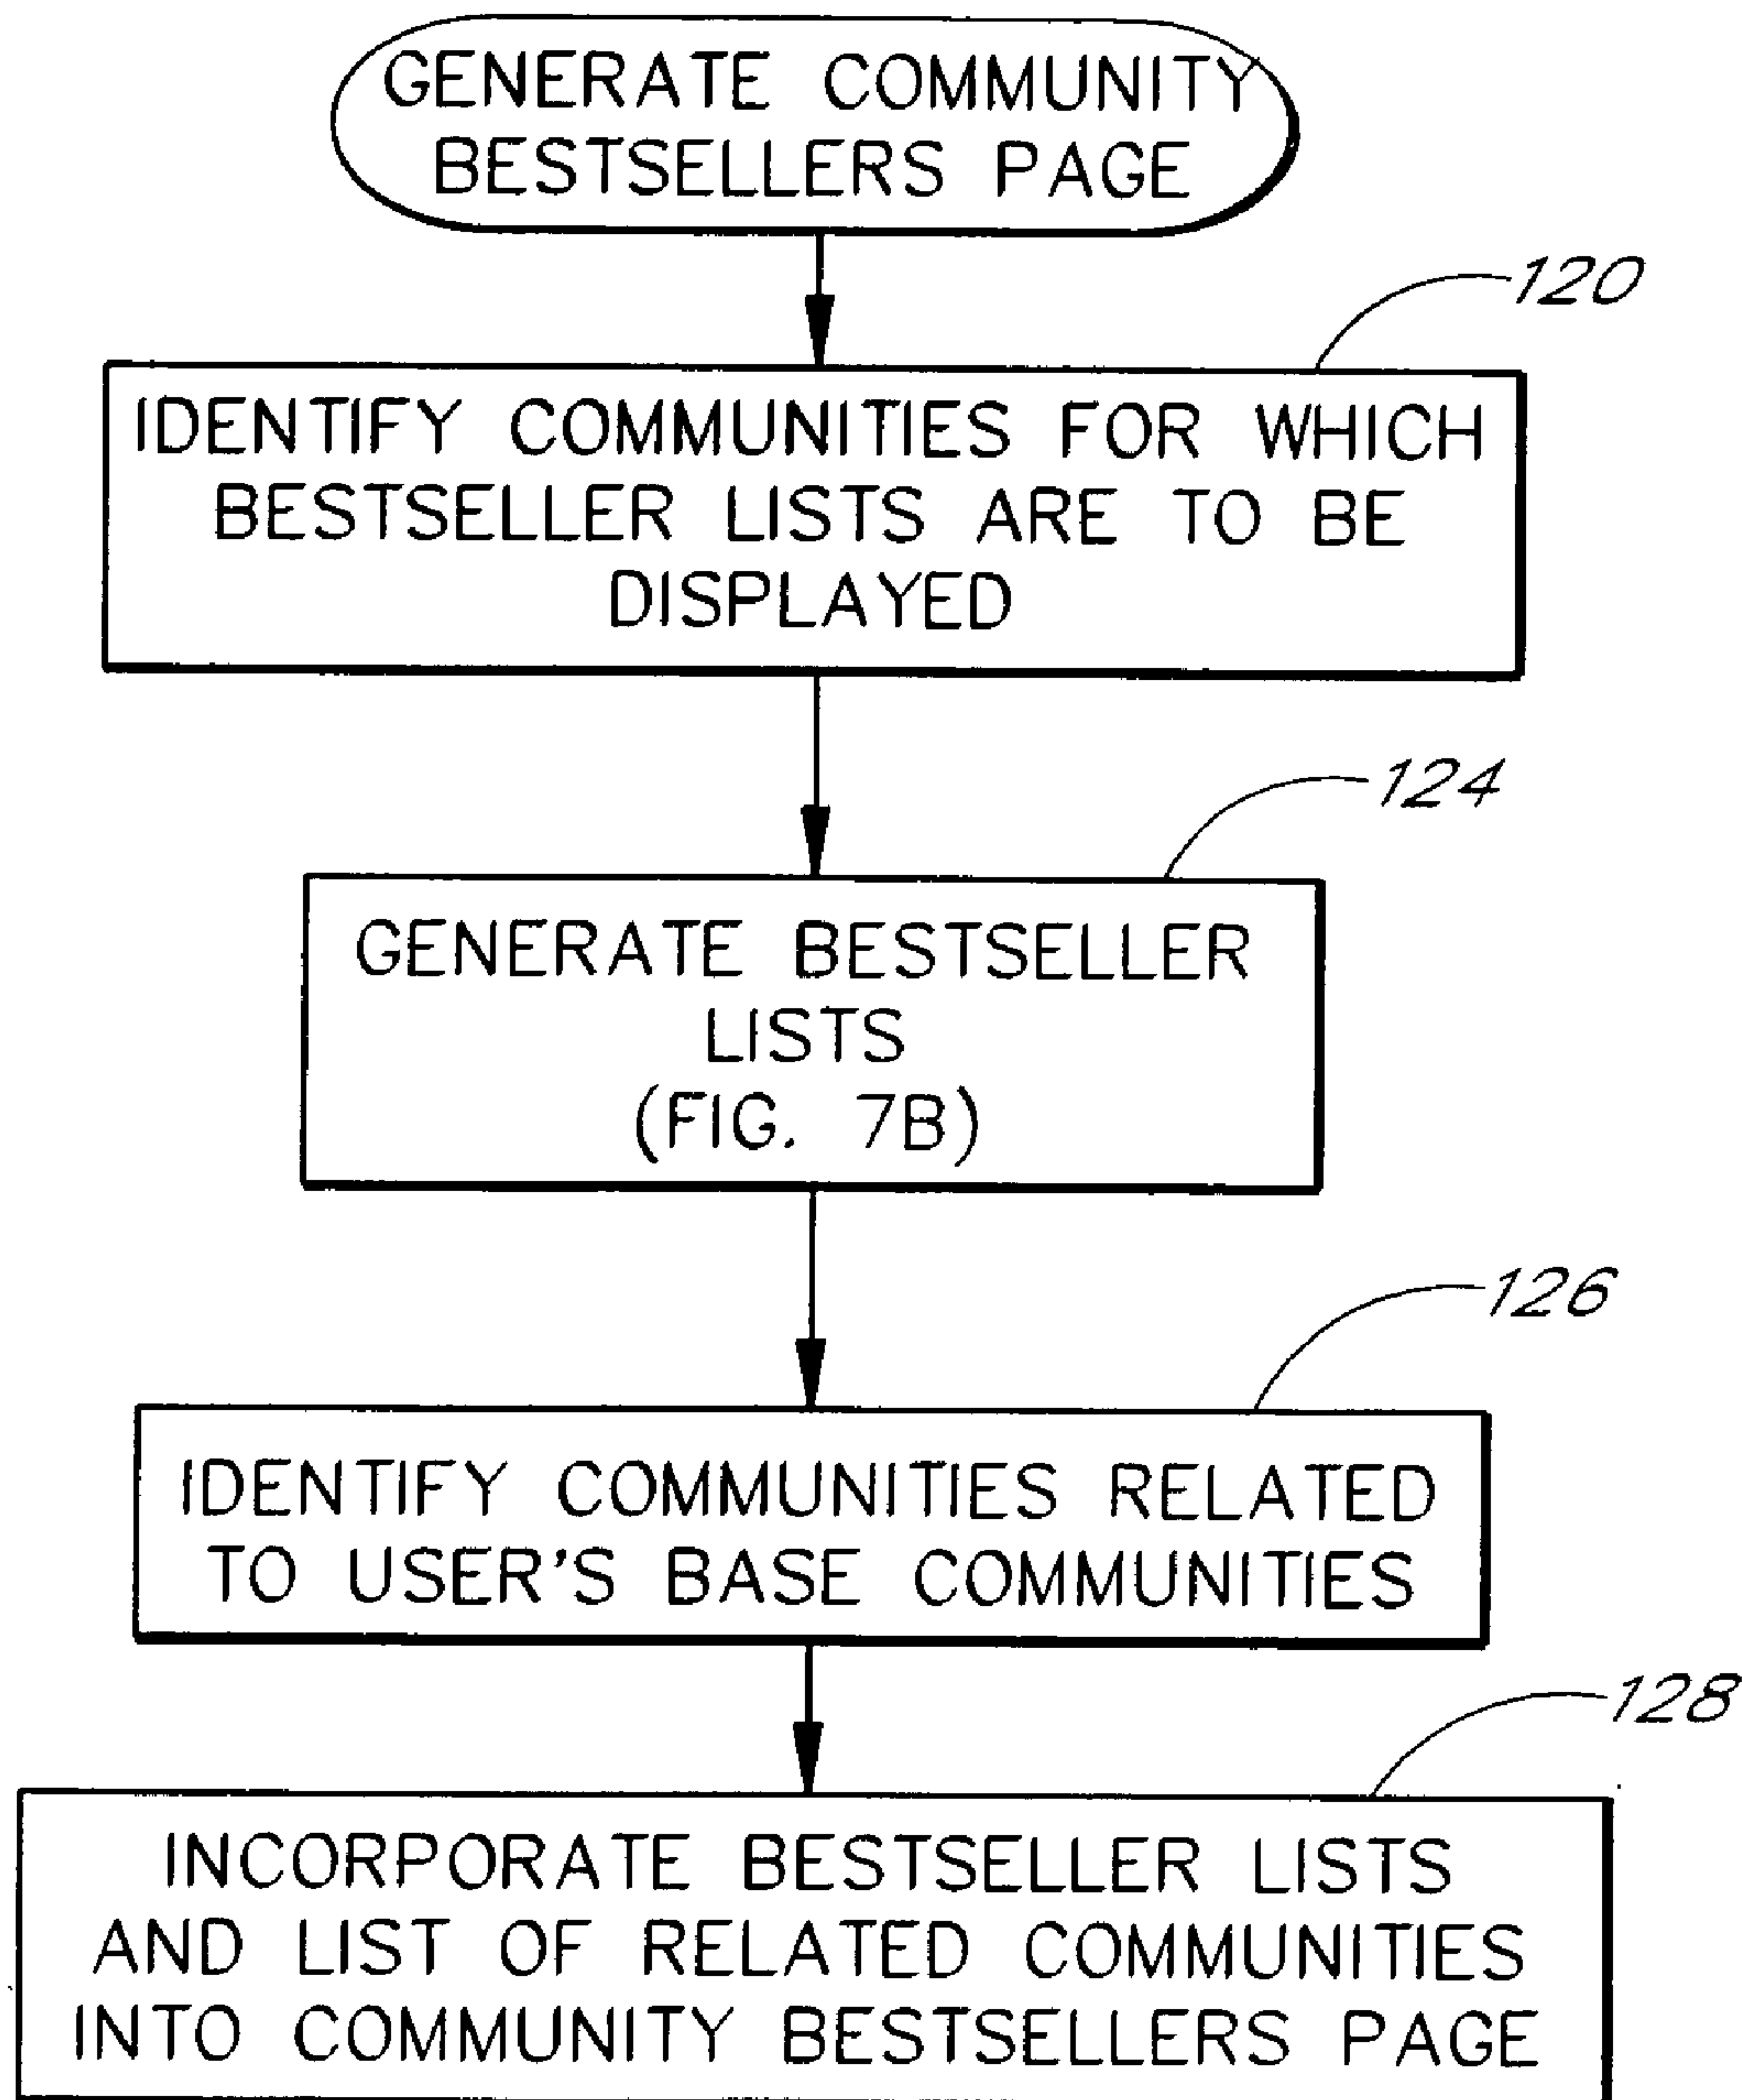 GENERATE COMMUNITY
BESTSELLERS PAGE
120
IDENTIFY COMMUNITIES FOR WHICH
BESTSELLER LISTS ARE TO BE
DISPLAYED
124
GENERATE BESTSELLER
LISTS
(FIG. 7B)
126
IDENTIFY COMMUNITIES RELATED
TO USER'S BASE COMMUNITIES
128
INCORPORATE BESTSELLER LISTS
AND LIST OF RELATED COMMUNITIES
INTO COMMUNITY BESTSELLERS PAGE